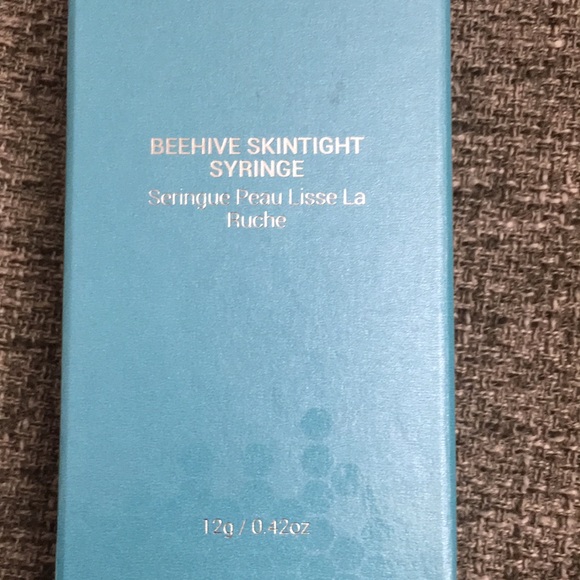 BEEHIVE SKINTIGHT
SYRINGE
Seringue Peau Lisse La
Ruche
12g / 0.42oz